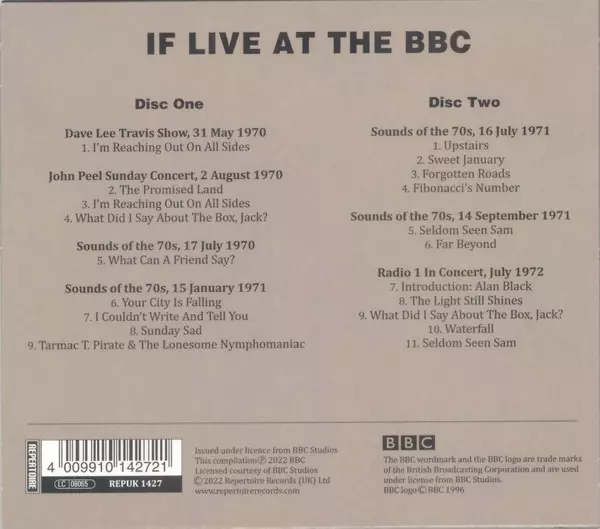 IF LIVE AT THE BBC
Disc One
Dave Lee Travis Show, 31 May 1970
1. I'm Reaching Out On All Sides
John Peel Sunday Concert, 2 August 1970
2. The Promised Land
3. I'm Reaching Out On All Sides
4. What Did I Say About The Box, Jack?
Sounds of the 70s, 17 July 1970
5. What Can A Friend Say?
Sounds of the 70s, 15 January 1971
6. Your City Is Falling
7. I Couldn't Write And Tell You
8. Sunday Sad
9. Tarmac T. Pirate & The Lonesome Nymphomaniac
Disc Two
Sounds of the 70s, 16 July 1971
1. Upstairs
2. Sweet January
3. Forgotten Roads
4. Fibonacci's Number
Sounds of the 70s, 14 September 1971
5. Seldom Seen Sam
6. Far Beyond
Radio 1 In Concert, July 1972
7. Introduction: Alan Black
8. The Light Still Shines
9. What Did I Say About The Box, Jack?
10. Waterfall
11. Seldom Seen Sam
REPERTOIRE
4 009910 142721
LC 08065
REPUK 1427
Issued under licence from BBC Studios
This compilation ℗ 2022 BBC
Licensed courtesy of BBC Studios
© 2022 Repertoire Records (UK) Ltd
www.repertoirerecords.com
BBC
The BBC wordmark and the BBC logo are trade marks
of the British Broadcasting Corporation and are used
under license from BBC Studios.
BBC logo © BBC 1996